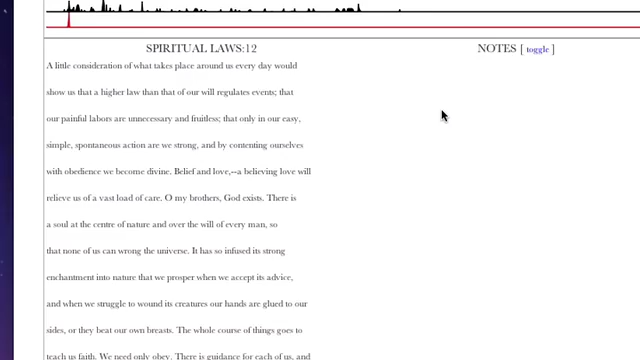 SPIRITUAL LAWS:12
A little consideration of what takes place around us every day would
show us that a higher law than that of our will regulates events; that
our painful labors are unnecessary and fruitless; that only in our easy,
simple, spontaneous action are we strong, and by contenting ourselves
with obedience we become divine. Belief and love,--a believing love will
relieve us of a vast load of care. O my brothers, God exists. There is
a soul at the centre of nature and over the will of every man, so
that none of us can wrong the universe. It has so infused its strong
enchantment into nature that we prosper when we accept its advice,
and when we struggle to wound its creatures our hands are glued to our
sides, or they beat our own breasts. The whole course of things goes to
teach us faith. We need only obey. There is guidance for each of us, and
NOTES [ toggle ]